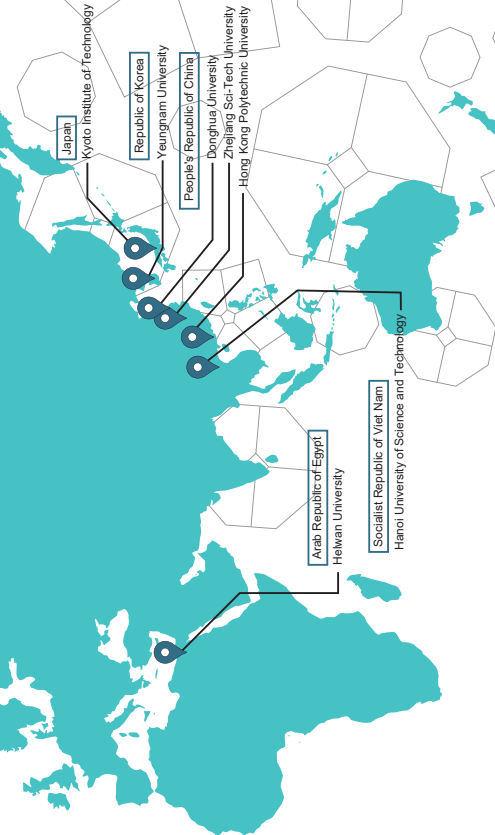 Japan
Kyoto Institute of Technology
Republic of Korea
Yeungnam University
People's Republic of China
Donghua University
Zhejiang Sci-Tech University
Hong Kong Polytechnic University
Arab Republic of Egypt
Helwan University
Socialist Republic of Viet Nam
Hanoi University of Science and Technology